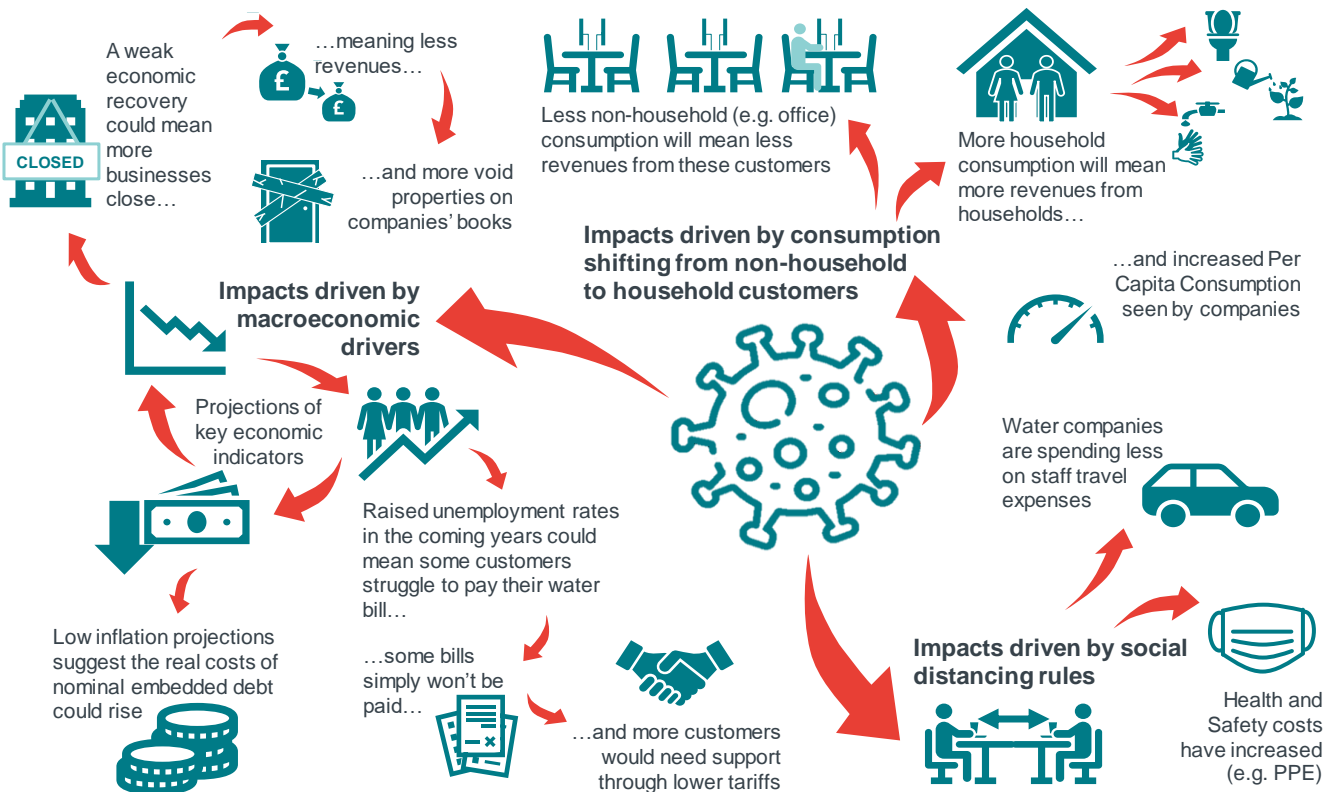 A weak
economic
recovery
could mean
more
businesses
close…
CLOSED
…meaning less
revenues…
£
£
…and more void
properties on
companies’ books
Less non-household (e.g. office)
consumption will mean less
revenues from these customers
More household
consumption will mean
more revenues from
households…
…and increased Per
Capita Consumption
seen by companies
Impacts driven by consumption
shifting from non-household
to household customers
Impacts driven by
macroeconomic
drivers
Projections of
key economic
indicators
Raised unemployment rates
in the coming years could
mean some customers
struggle to pay their water
bill…
Low inflation projections
suggest the real costs of
nominal embedded debt
could rise
…some bills
simply won’t be
paid…
…and more customers
would need support
through lower tariffs
Water companies
are spending less
on staff travel
expenses
Impacts driven by social
distancing rules
Health and
Safety costs
have increased
(e.g. PPE)